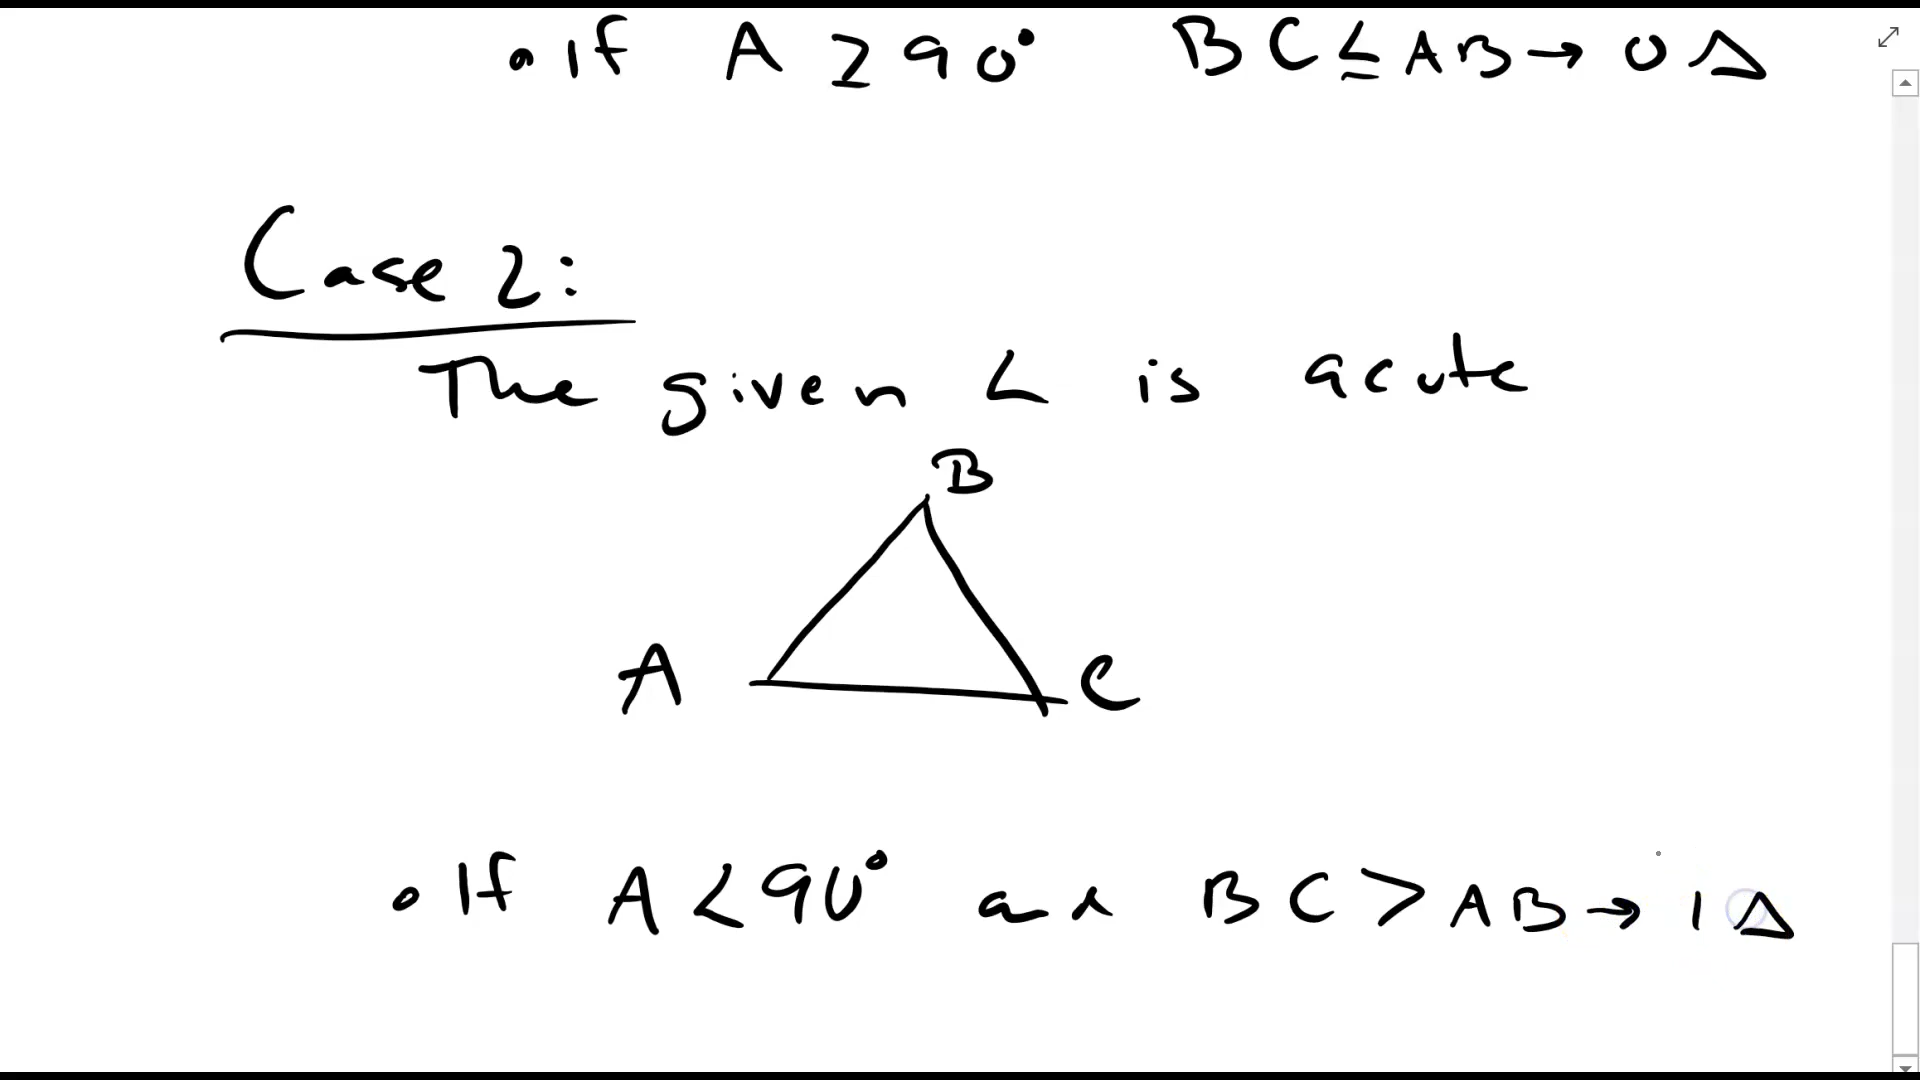 • If A ≥ 90° BC ≤ AB → 0 Δ
Case 2:
The given ∠ is acute
B
A C
• If A < 90° and BC > AB → 1 Δ